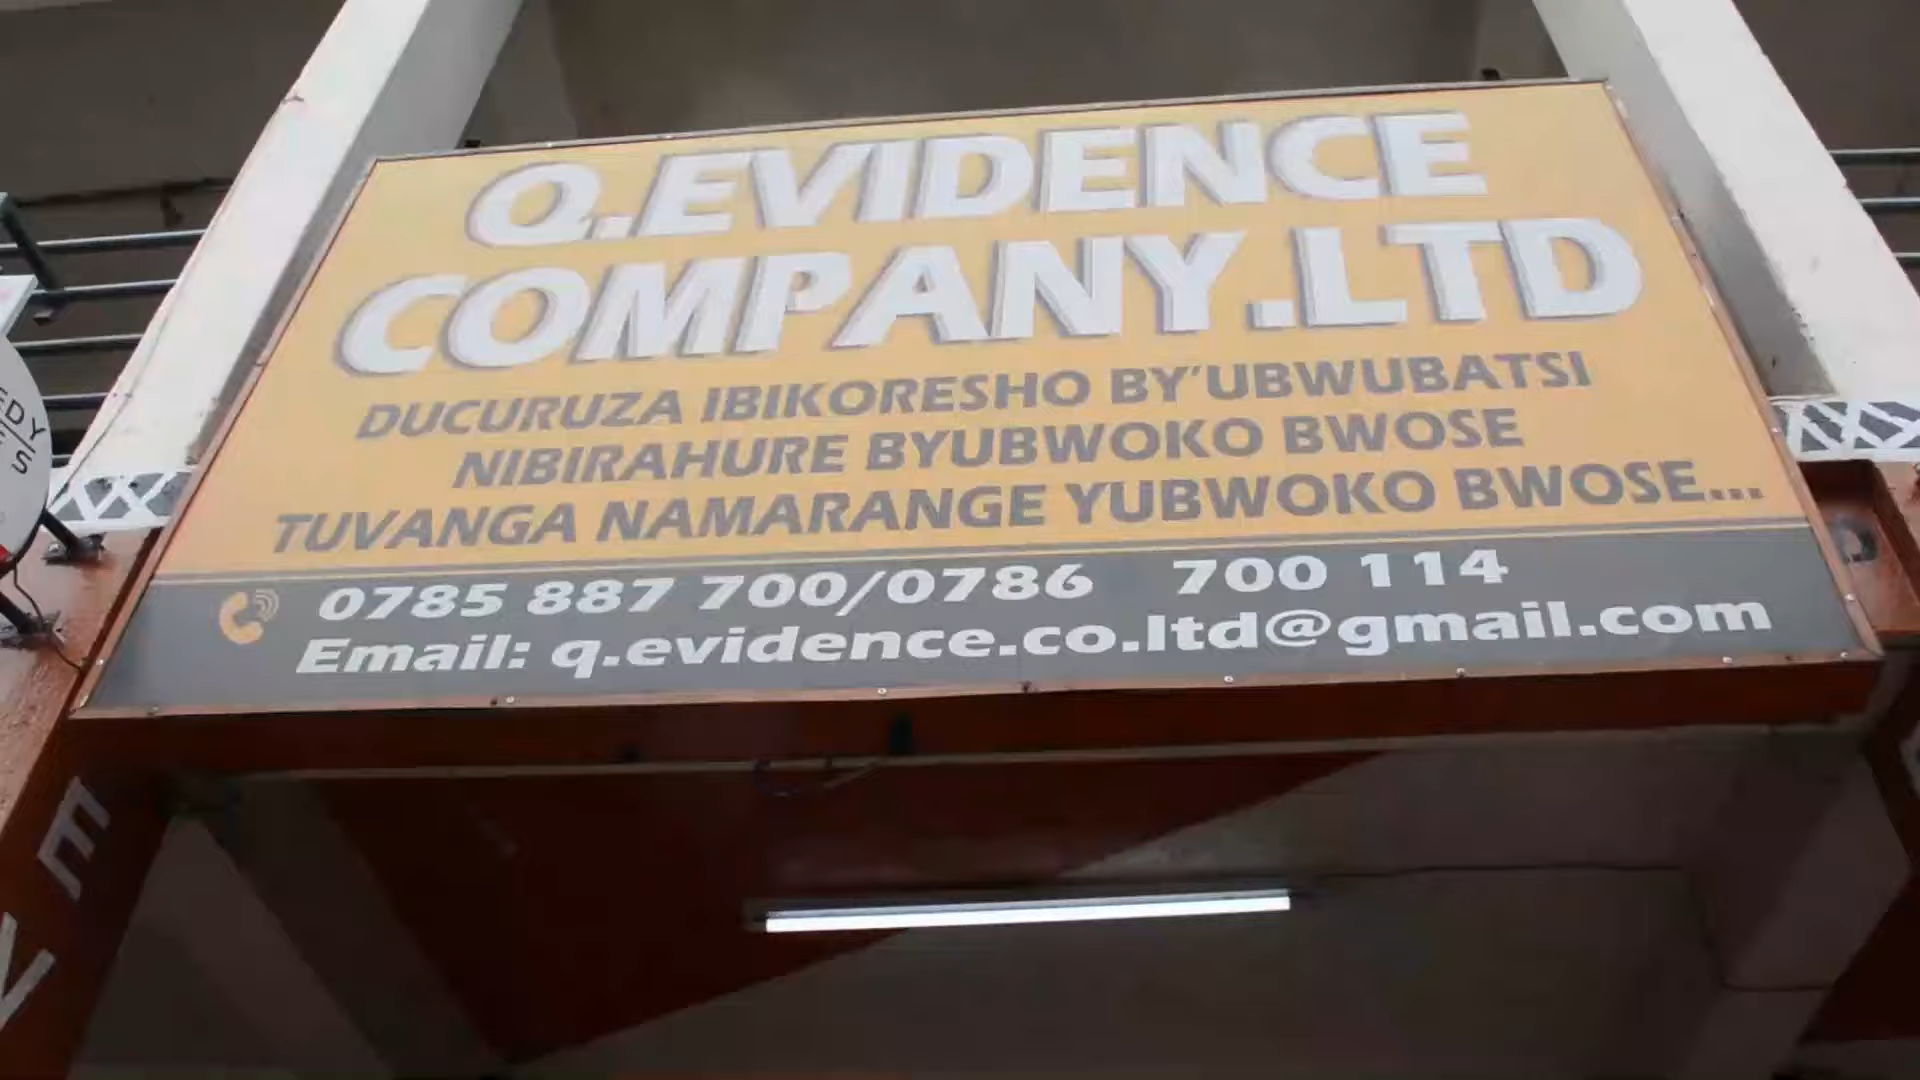 Q.EVIDENCE
COMPANY.LTD
DUCURUZA IBIKORESHO BY'UBWUBATSI
NIBIRAHURE BYUBWOKO BWOSE
TUVANGA NAMARANGE YUBWOKO BWOSE...
0785 887 700/0786 700 114
Email: q.evidence.co.ltd@gmail.com